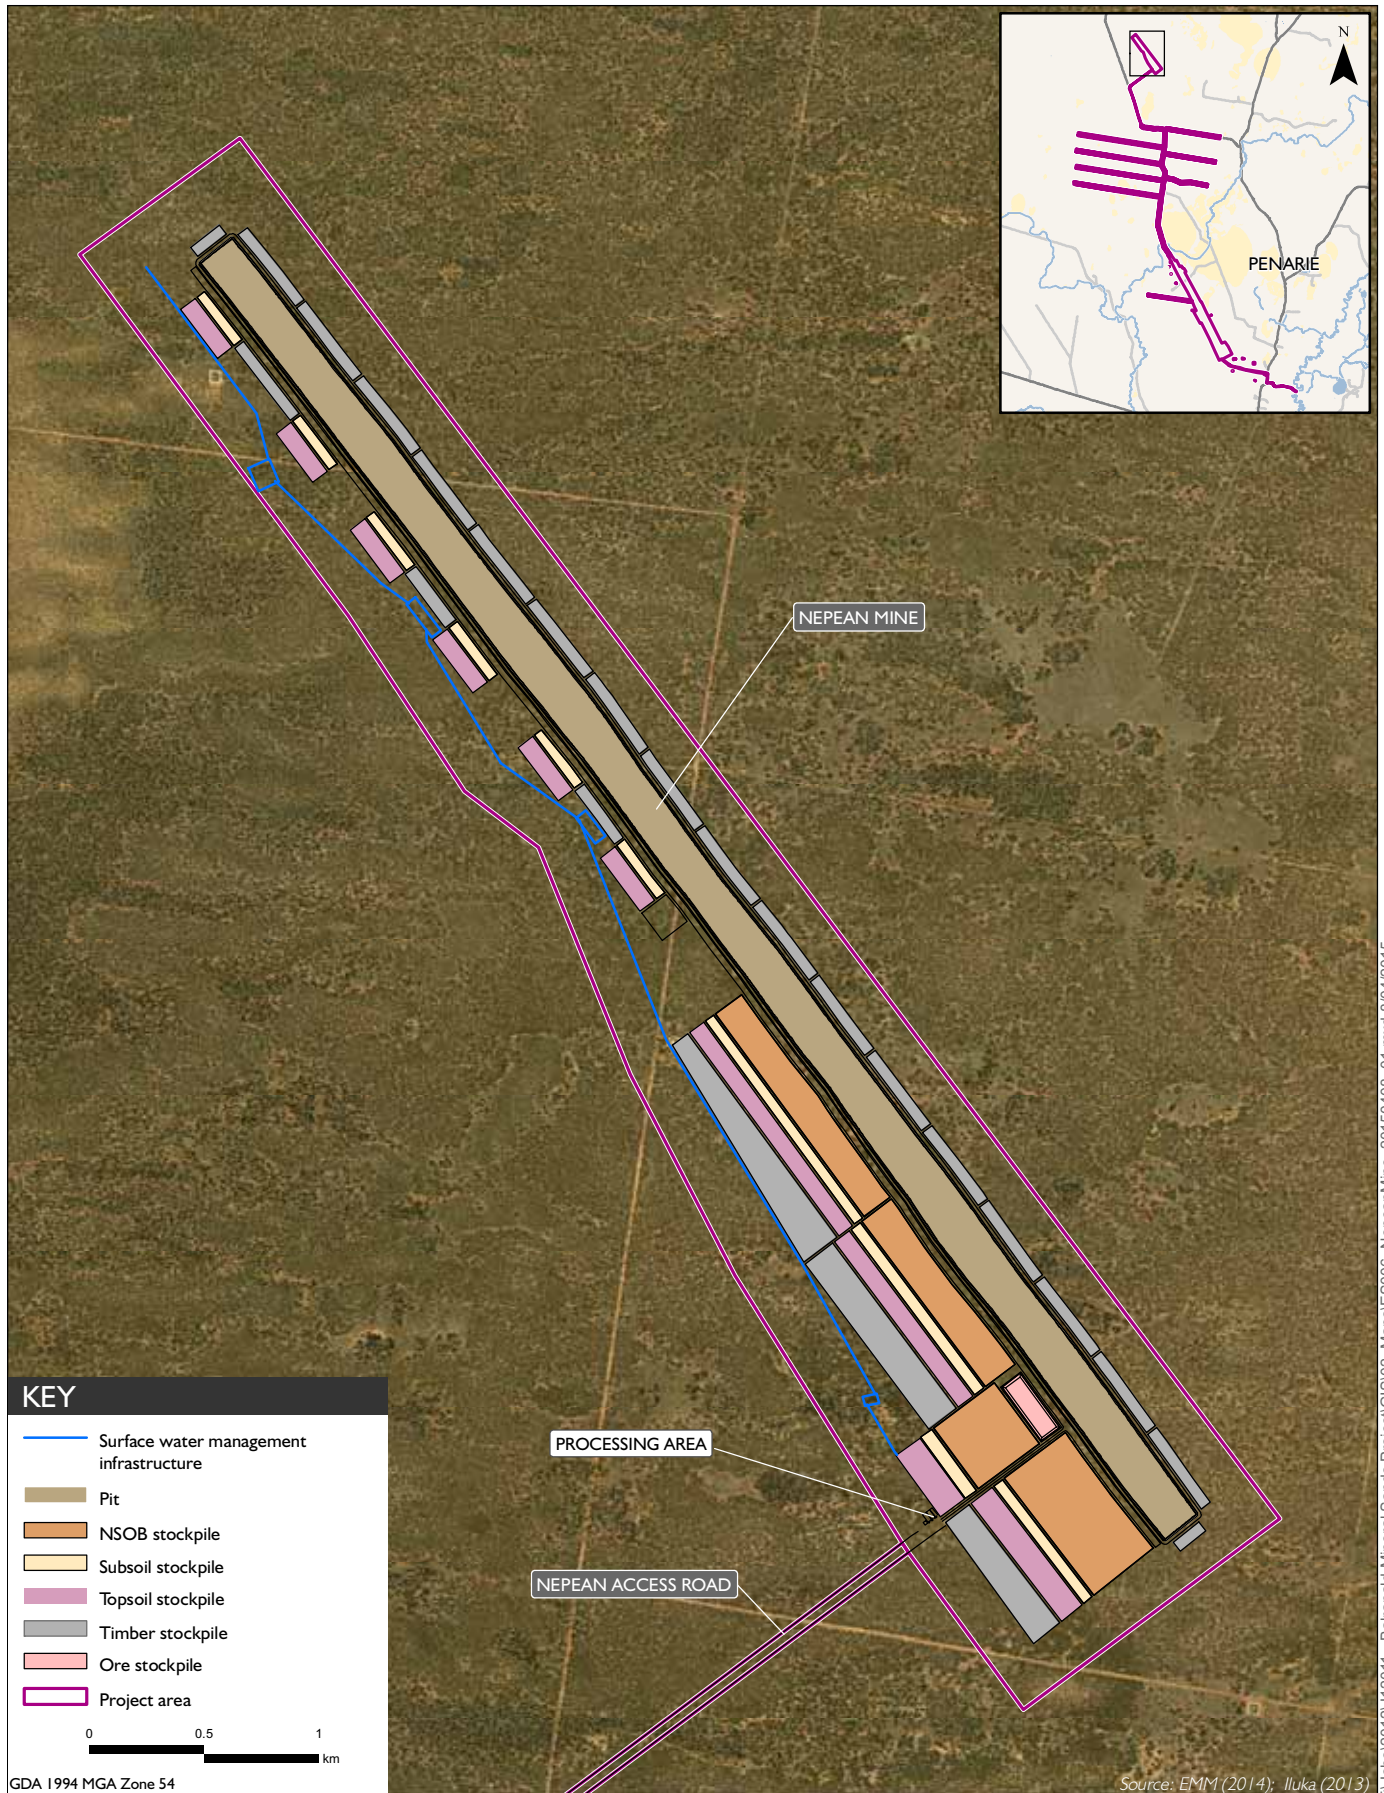 N
PENARIE
NEPEAN MINE
PROCESSING AREA
NEPEAN ACCESS ROAD
KEY
Surface water management
infrastructure
Pit
NSOB stockpile
Subsoil stockpile
Topsoil stockpile
Timber stockpile
Ore stockpile
Project area
0 0.5 1
km
GDA 1994 MGA Zone 54
Source: EMM (2014); Iluka (2013)